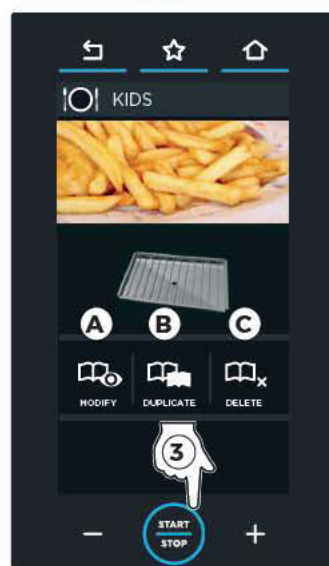 KIDS
A B C
MODIFY DUPLICATE DELETE
3
START
STOP